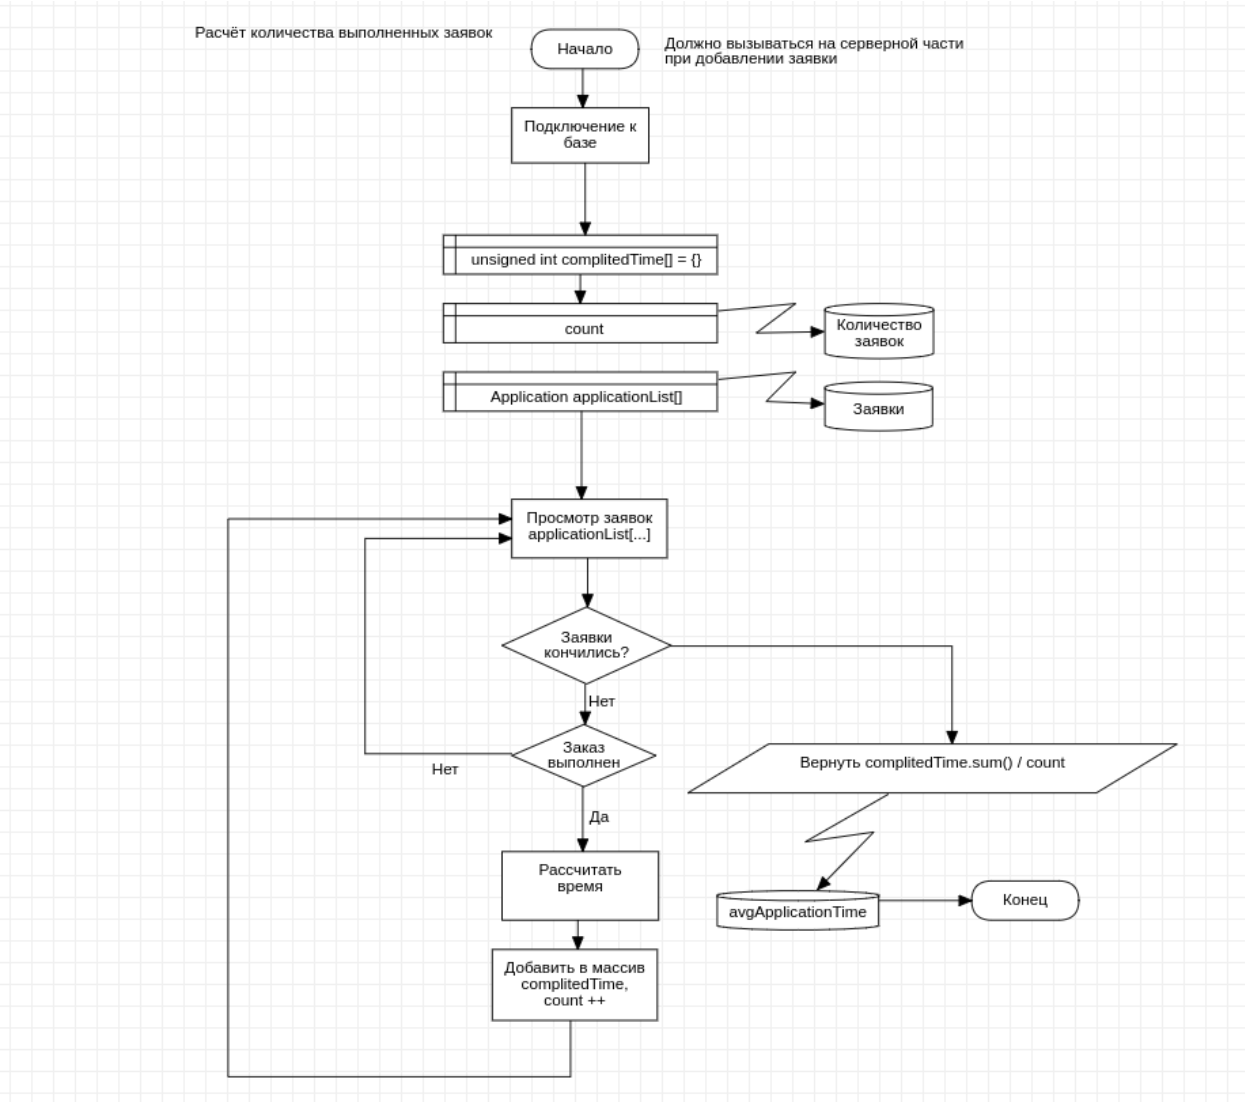 Расчёт количества выполненных заявок
Начало
Должно вызываться на серверной части
при добавлении заявки
Подключение к
базе
unsigned int complitedTime[] = {}
count
Количество
заявок
Application applicationList[]
Заявки
Просмотр заявок
applicationList[...]
Заявки
кончились?
Нет
Заказ
выполнен
Нет
Вернуть complitedTime.sum() / count
Да
Рассчитать
время
avgApplicationTime
Конец
Добавить в массив
complitedTime,
count ++